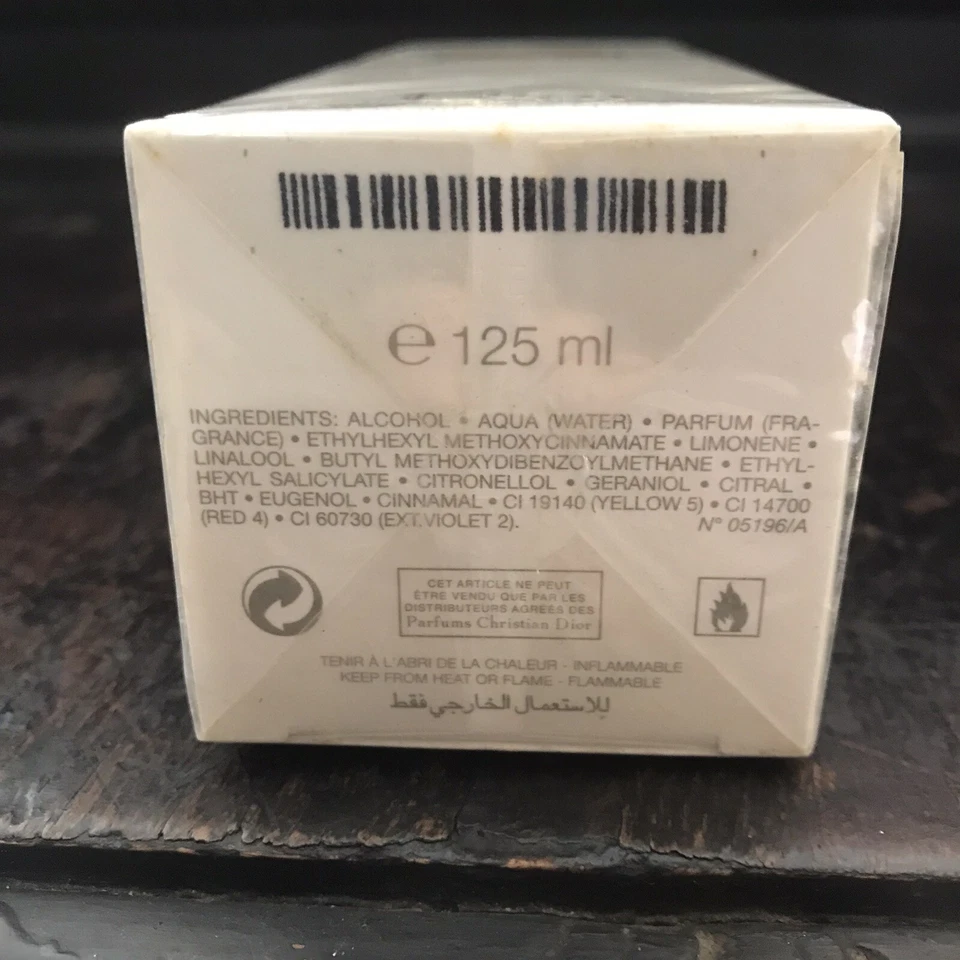 ℮ 125 ml
INGREDIENTS: ALCOHOL • AQUA (WATER) • PARFUM (FRA-
GRANCE) • ETHYLHEXYL METHOXYCINNAMATE • LIMONENE •
LINALOOL • BUTYL METHOXYDIBENZOYLMETHANE • ETHYL-
HEXYL SALICYLATE • CITRONELLOL • GERANIOL • CITRAL •
BHT • EUGENOL • CINNAMAL • CI 19140 (YELLOW 5) • CI 14700
(RED 4) • CI 60730 (EXT.VIOLET 2). N° 05196/A
CET ARTICLE NE PEUT
ÊTRE VENDU QUE PAR LES
DISTRIBUTEURS AGRÉÉS DES
Parfums Christian Dior
TENIR À L'ABRI DE LA CHALEUR - INFLAMMABLE
KEEP FROM HEAT OR FLAME - FLAMMABLE
للاستعمال الخارجي فقط